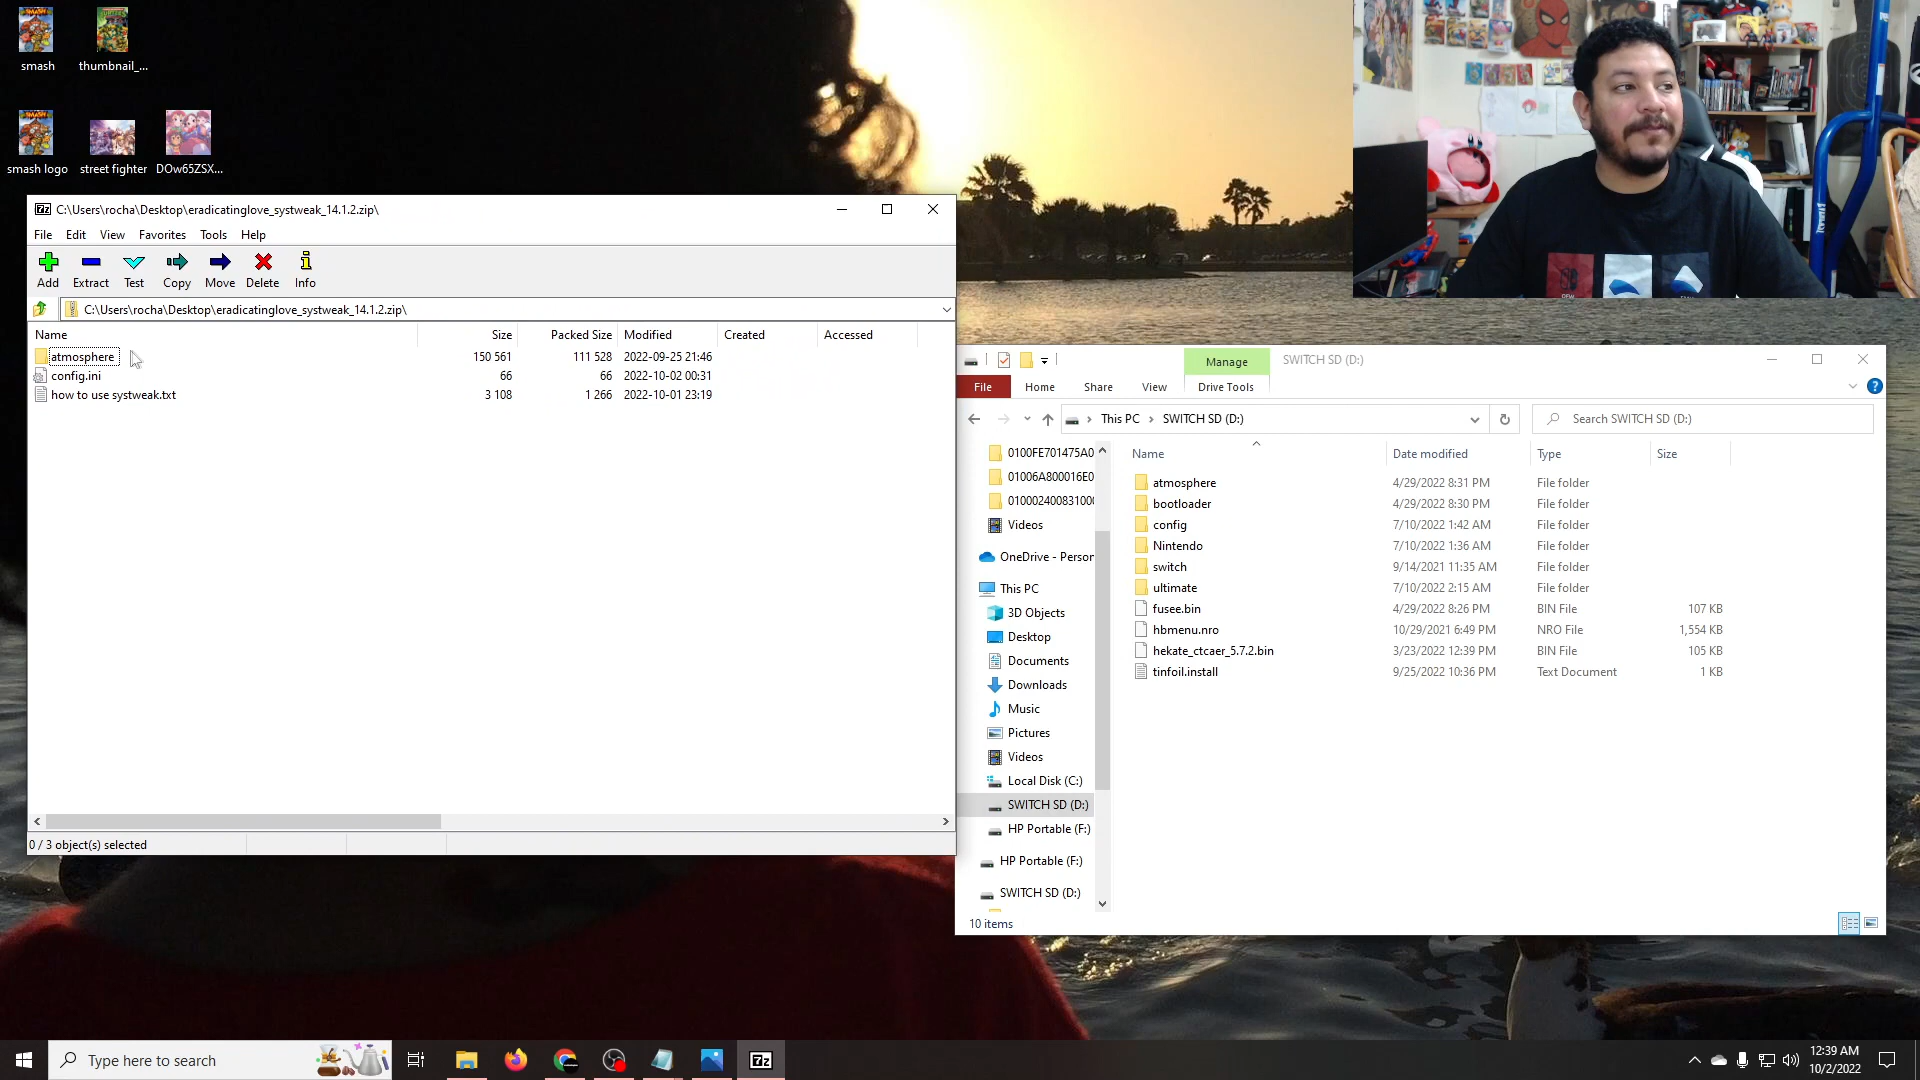 smash
thumbnail_...
smash logo
street fighter
DOw65ZSX...
7z C:\Users\rocha\Desktop\eradicatinglove_systweak_14.1.2.zip\
File Edit View Favorites Tools Help
Add Extract Test Copy Move Delete Info
C:\Users\rocha\Desktop\eradicatinglove_systweak_14.1.2.zip\
Name Size Packed Size Modified Created Accessed
atmosphere 150 561 111 528 2022-09-25 21:46
config.ini 66 66 2022-10-02 00:31
how to use systweak.txt 3 108 1 266 2022-10-01 23:19
0 / 3 object(s) selected
Manage SWITCH SD (D:)
File Home Share View Drive Tools
This PC SWITCH SD (D:) Search SWITCH SD (D:)
0100FE701475A0
01006A800016E0
0100024008310000
Videos
OneDrive - Person
This PC
3D Objects
Desktop
Documents
Downloads
Music
Pictures
Videos
Local Disk (C:)
SWITCH SD (D:)
HP Portable (F:)
HP Portable (F:)
SWITCH SD (D:)
Name Date modified Type Size
atmosphere 4/29/2022 8:31 PM File folder
bootloader 4/29/2022 8:30 PM File folder
config 7/10/2022 1:42 AM File folder
Nintendo 7/10/2022 1:36 AM File folder
switch 9/14/2021 11:35 AM File folder
ultimate 7/10/2022 2:15 AM File folder
fusee.bin 4/29/2022 8:26 PM BIN File 107 KB
hbmenu.nro 10/29/2021 6:49 PM NRO File 1,554 KB
hekate_ctcaer_5.7.2.bin 3/23/2022 12:39 PM BIN File 105 KB
tinfoil.install 9/25/2022 10:36 PM Text Document 1 KB
10 items
Type here to search
7z
12:39 AM
10/2/2022